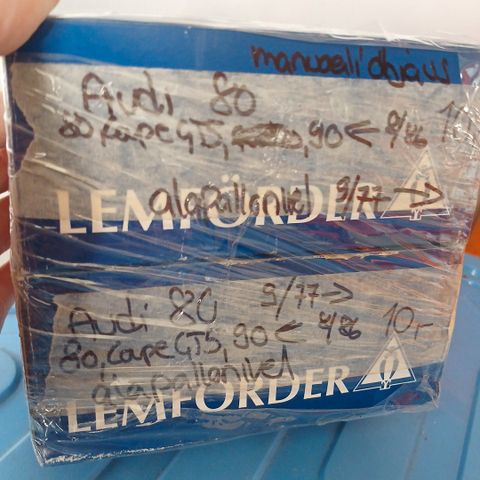 manuaali ohjaus
Audi 80
80, Coupe GT5, 90 ← 8/86
alapallonivel 9/77 →
LEMFÖRDER
Audi 80 9/77 →
80, Coupe GT5, 90 ← 8/86 10,-
alapallonivel
LEMFÖRDER